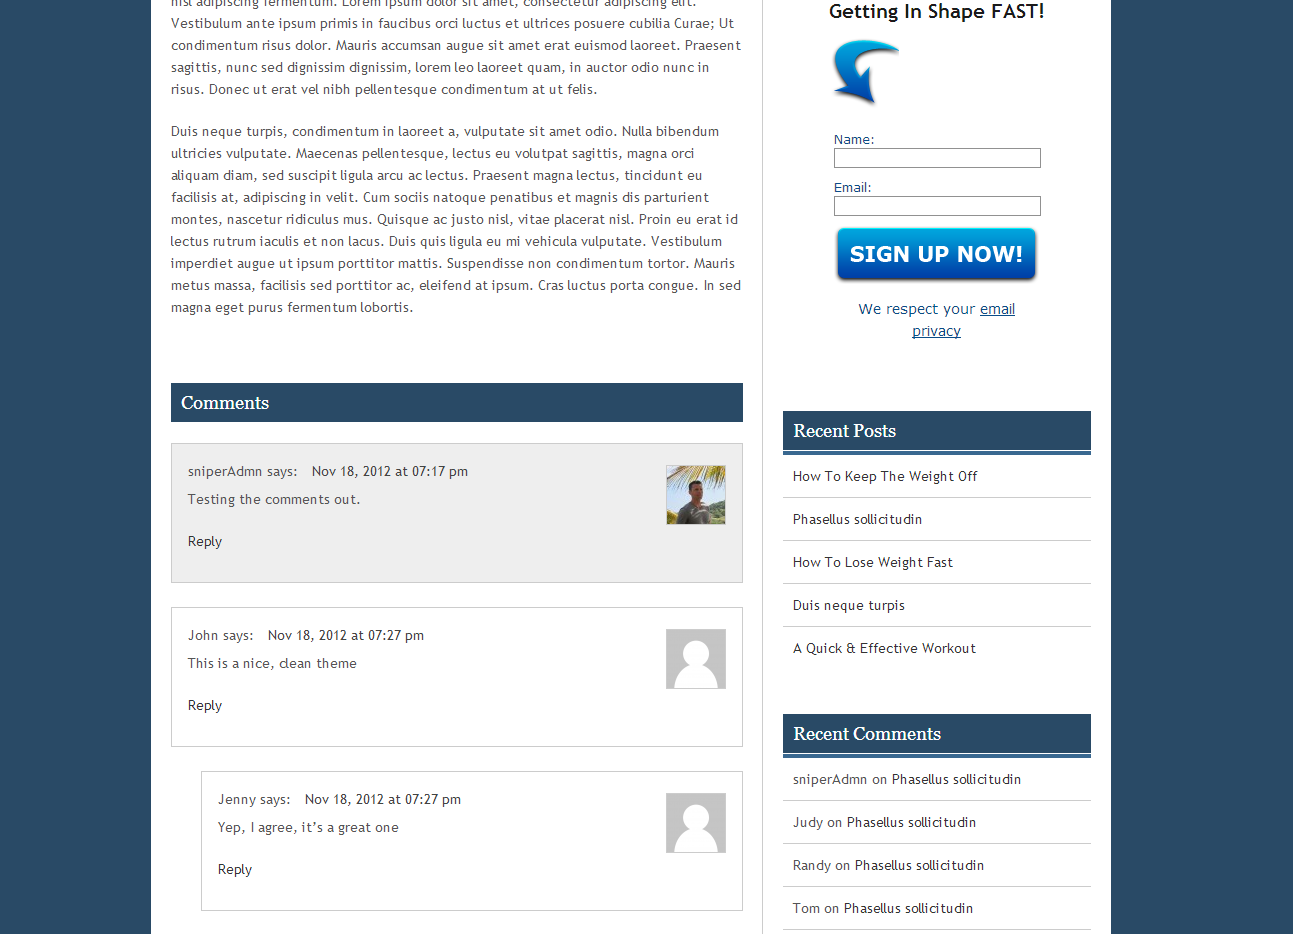 nisl adipiscing fermentum. Lorem ipsum dolor sit amet, consectetur adipiscing elit.
Vestibulum ante ipsum primis in faucibus orci luctus et ultrices posuere cubilia Curae; Ut
condimentum risus dolor. Mauris accumsan augue sit amet erat euismod laoreet. Praesent
sagittis, nunc sed dignissim dignissim, lorem leo laoreet quam, in auctor odio nunc in
risus. Donec ut erat vel nibh pellentesque condimentum at ut felis.
Duis neque turpis, condimentum in laoreet a, vulputate sit amet odio. Nulla bibendum
ultricies vulputate. Maecenas pellentesque, lectus eu volutpat sagittis, magna orci
aliquam diam, sed suscipit ligula arcu ac lectus. Praesent magna lectus, tincidunt eu
facilisis at, adipiscing in velit. Cum sociis natoque penatibus et magnis dis parturient
montes, nascetur ridiculus mus. Quisque ac justo nisl, vitae placerat nisl. Proin eu erat id
lectus rutrum iaculis et non lacus. Duis quis ligula eu mi vehicula vulputate. Vestibulum
imperdiet augue ut ipsum porttitor mattis. Suspendisse non condimentum tortor. Mauris
metus massa, facilisis sed porttitor ac, eleifend at ipsum. Cras luctus porta congue. In sed
magna eget purus fermentum lobortis.
Comments
sniperAdmn says: Nov 18, 2012 at 07:17 pm
Testing the comments out.
Reply
John says: Nov 18, 2012 at 07:27 pm
This is a nice, clean theme
Reply
Jenny says: Nov 18, 2012 at 07:27 pm
Yep, I agree, it’s a great one
Reply
Getting In Shape FAST!
Name:
Email:
SIGN UP NOW!
We respect your email
privacy
Recent Posts
How To Keep The Weight Off
Phasellus sollicitudin
How To Lose Weight Fast
Duis neque turpis
A Quick & Effective Workout
Recent Comments
sniperAdmn on Phasellus sollicitudin
Judy on Phasellus sollicitudin
Randy on Phasellus sollicitudin
Tom on Phasellus sollicitudin